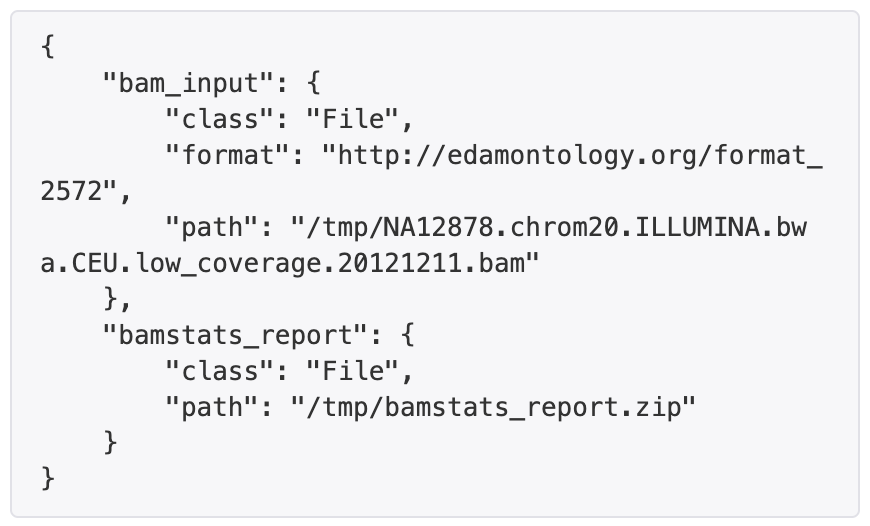 {
    "bam_input": {
        "class": "File",
        "format": "http://edamontology.org/format_
2572",
        "path": "/tmp/NA12878.chrom20.ILLUMINA.bw
a.CEU.low_coverage.20121211.bam"
    },
    "bamstats_report": {
        "class": "File",
        "path": "/tmp/bamstats_report.zip"
    }
}